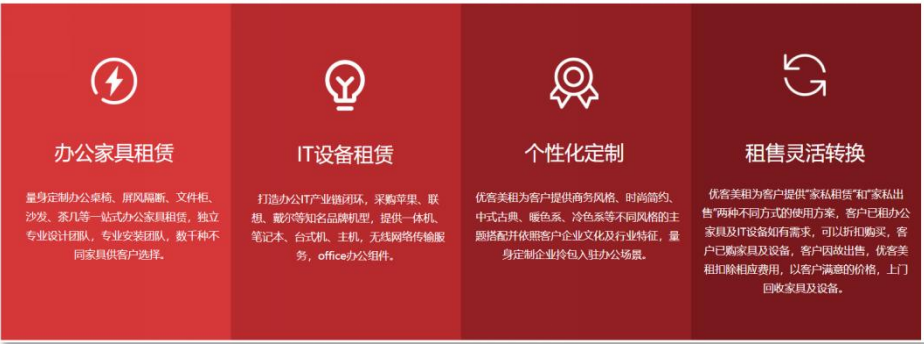 办公家具租赁
量身定制办公桌椅、屏风隔断、文件柜、
沙发、茶几等一站式办公家具租赁，独立
专业设计团队，专业安装团队，数千种不
同家具供客户选择。
IT设备租赁
打造办公IT产业链闭环，采购苹果、联
想、戴尔等知名品牌机型，提供一体机、
笔记本、台式机、主机，无线网络传输服
务，office办公组件。
个性化定制
优客美租为客户提供商务风格、时尚简约、
中式古典、暖色系、冷色系等不同风格的主
题搭配并依照客户企业文化及行业特征，量
身定制企业拎包入驻办公场景。
租售灵活转换
优客美租为客户提供“家私租赁”和“家私出
售”两种不同方式的使用方案，客户已租办公
家具及IT设备如有需求，可以折扣购买，客
户已购家具及设备，客户因故出售，优客美
租扣除相应费用，以客户满意的价格，上门
回收家具及设备。